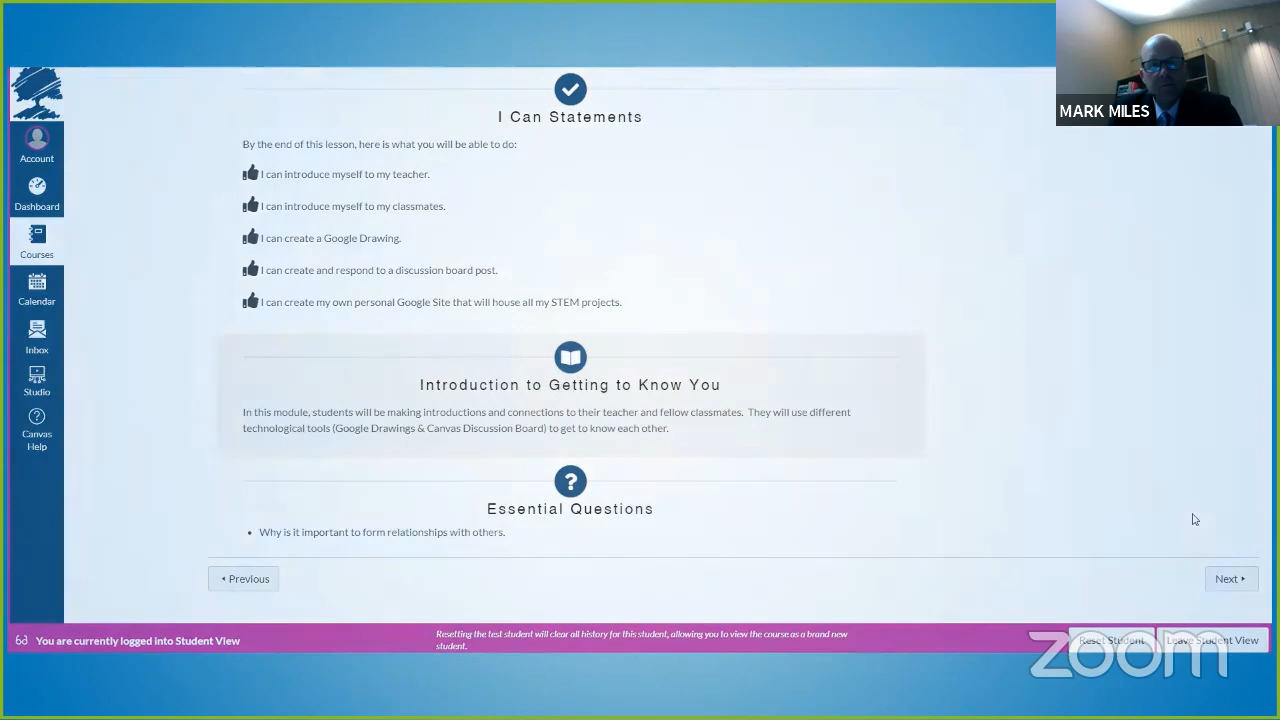 MARK MILES
I Can Statements
By the end of this lesson, here is what you will be able to do:
I can introduce myself to my teacher.
I can introduce myself to my classmates.
I can create a Google Drawing.
I can create and respond to a discussion board post.
I can create my own personal Google Site that will house all my STEM projects.
Introduction to Getting to Know You
In this module, students will be making introductions and connections to their teacher and fellow classmates. They will use different
technological tools (Google Drawings & Canvas Discussion Board) to get to know each other.
Essential Questions
Why is it important to form relationships with others.
Previous
Next
Account
Dashboard
Courses
Calendar
Inbox
Studio
Canvas
Help
You are currently logged into Student View
Resetting the test student will clear all history for this student, allowing you to view the course as a brand new
student.
Reset Student
Leave Student View
zoom